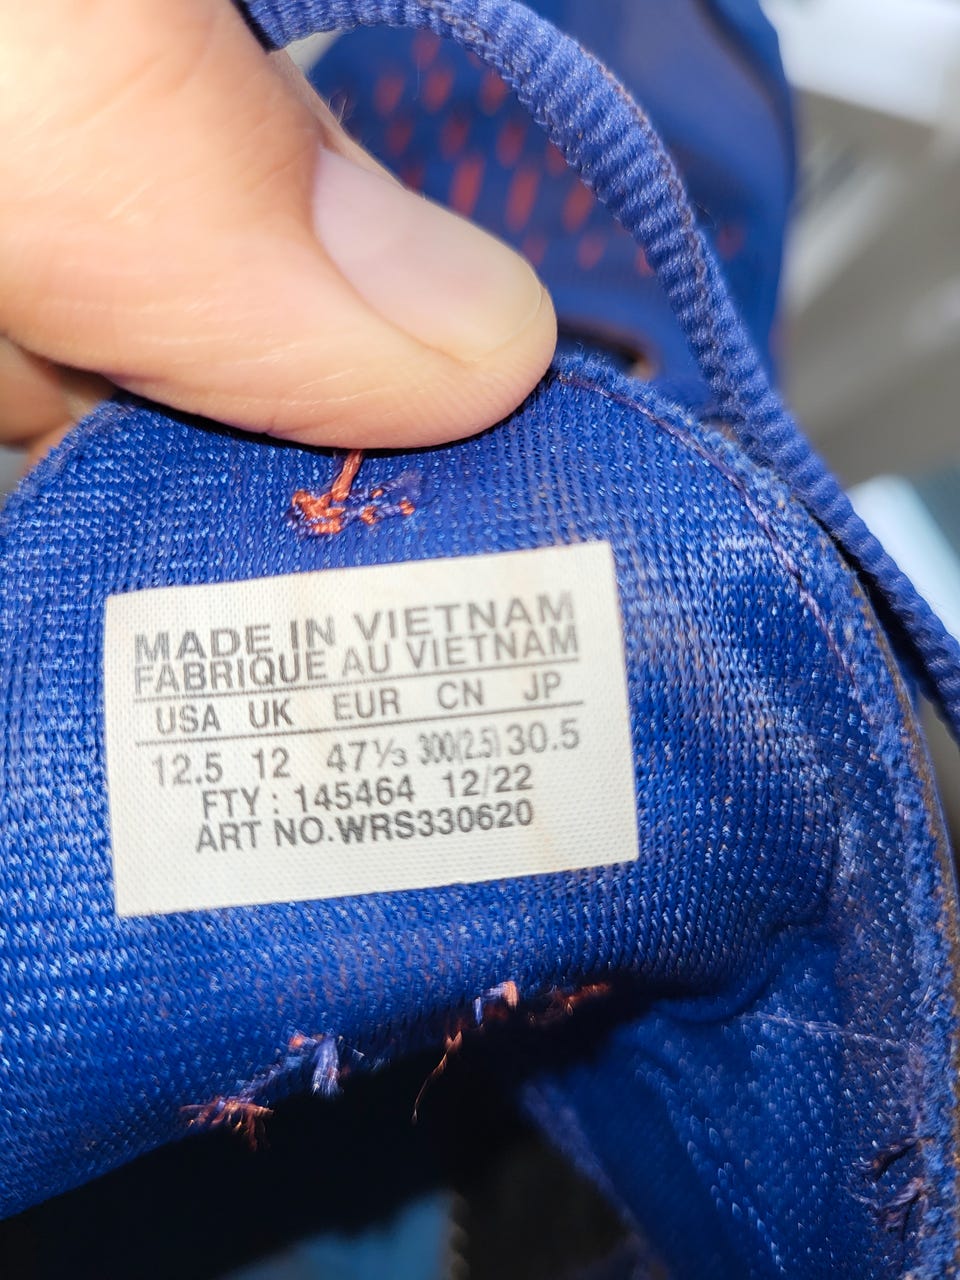 MADE IN VIETNAM
FABRIQUE AU VIETNAM
USA UK EUR CN JP
12.5 12 47⅓ 300(2.5) 30.5
FTY : 145464 12/22
ART NO.WRS330620